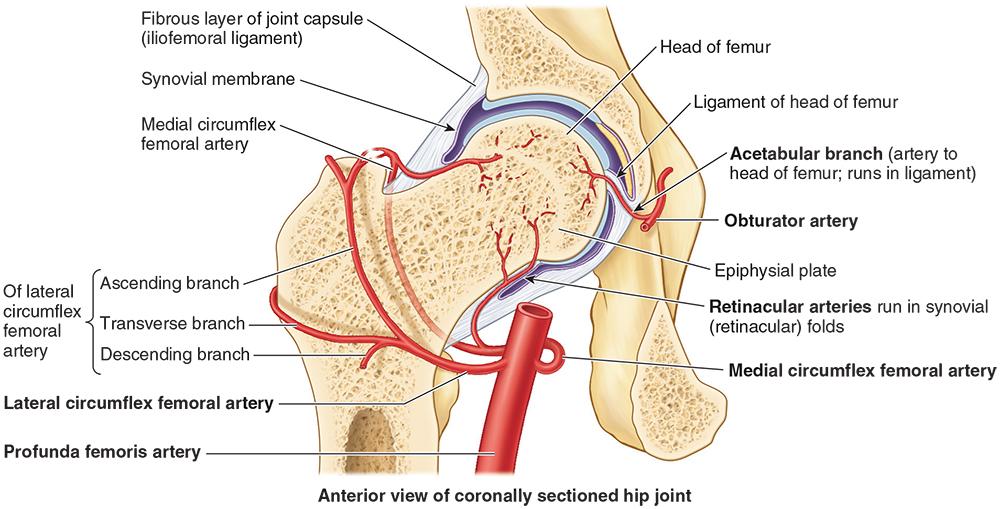 Fibrous layer of joint capsule
(iliofemoral ligament)
Synovial membrane
Medial circumflex
femoral artery
Head of femur
Ligament of head of femur
Acetabular branch (artery to
head of femur; runs in ligament)
Obturator artery
Epiphysial plate
Retinacular arteries run in synovial
(retinacular) folds
Medial circumflex femoral artery
Of lateral
circumflex
femoral
artery
Ascending branch
Transverse branch
Descending branch
Lateral circumflex femoral artery
Profunda femoris artery
Anterior view of coronally sectioned hip joint